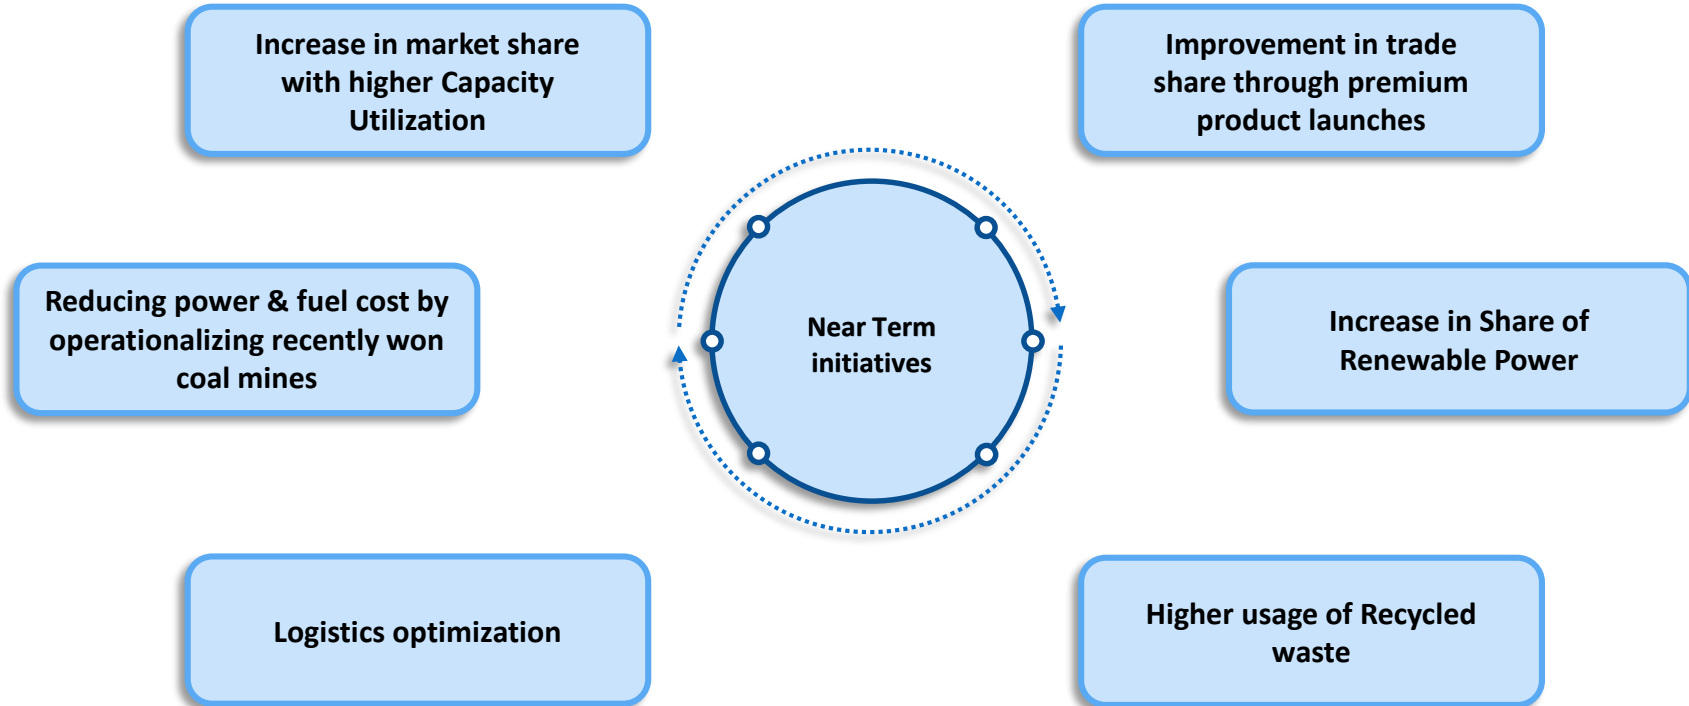 Increase in market share
with higher Capacity
Utilization
Improvement in trade
share through premium
product launches
Reducing power & fuel cost by
operationalizing recently won
coal mines
Near Term
initiatives
Increase in Share of
Renewable Power
Logistics optimization
Higher usage of Recycled
waste